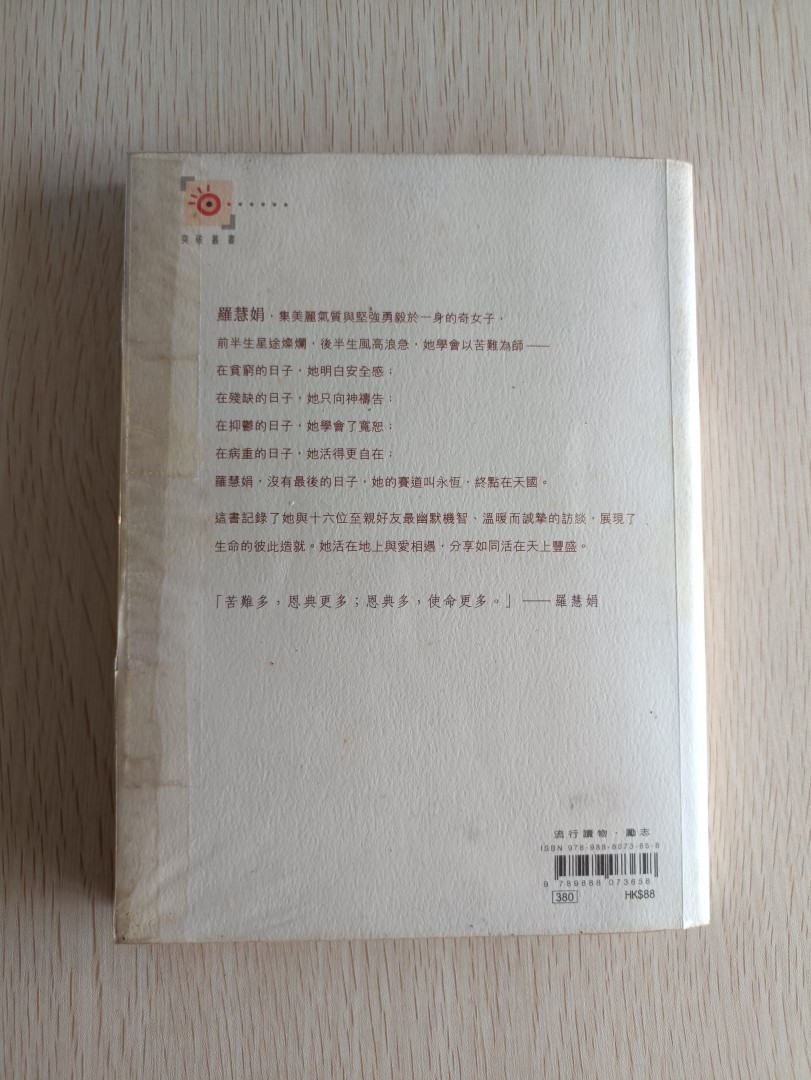 突破叢書
羅慧娟，集美麗氣質與堅強勇毅於一身的奇女子，
前半生星途燦爛，後半生風高浪急，她學會以苦難為師——
在貧窮的日子，她明白安全感；
在殘缺的日子，她只向神禱告；
在抑鬱的日子，她學會了寬恕；
在病重的日子，她活得更自在；
羅慧娟，沒有最後的日子，她的賽道叫永恆，終點在天國。
這書記錄了她與十六位至親好友最幽默機智、溫暖而誠摯的訪談，展現了
生命的彼此造就。她活在地上與愛相遇，分享如同活在天上豐盛。
「苦難多，恩典更多；恩典多，使命更多。」——羅慧娟
流行讀物．勵志
ISBN 978-988-8073-65-8
9 789888 073658
380 HK$88